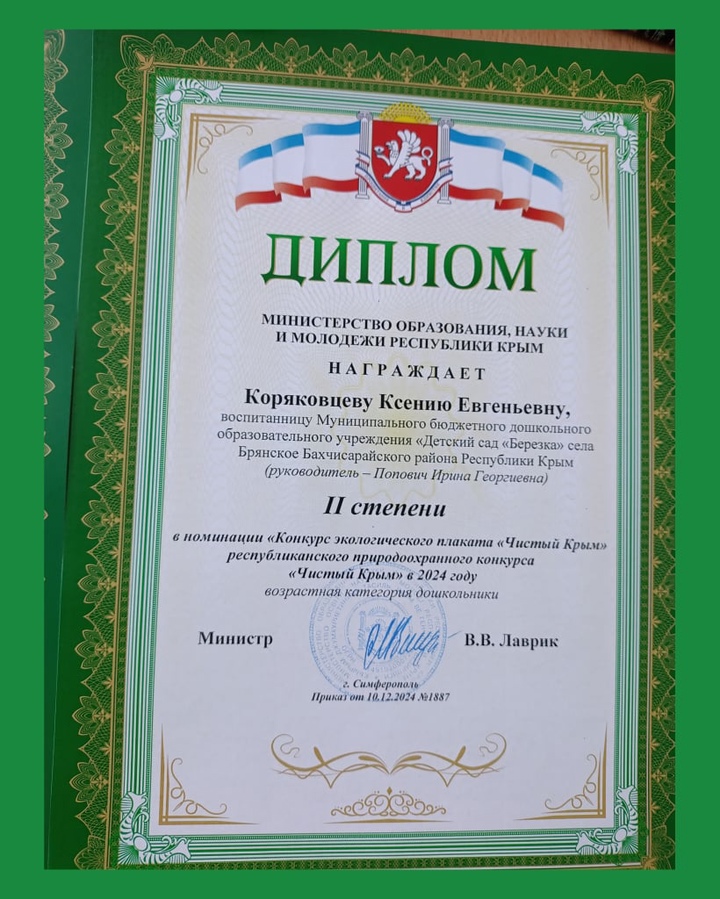 ДИПЛОМ
МИНИСТЕРСТВО ОБРАЗОВАНИЯ, НАУКИ
И МОЛОДЕЖИ РЕСПУБЛИКИ КРЫМ
НАГРАЖДАЕТ
Коряковцеву Ксению Евгеньевну,
воспитанницу Муниципального бюджетного дошкольного
образовательного учреждения «Детский сад «Березка» села
Брянское Бахчисарайского района Республики Крым
(руководитель – Попович Ирина Георгиевна)
II степени
в номинации «Конкурс экологического плаката «Чистый Крым»
республиканского природоохранного конкурса
«Чистый Крым» в 2024 году
возрастная категория дошкольники
Министр В.В. Лаврик
г. Симферополь
Приказ от 10.12.2024 №1887